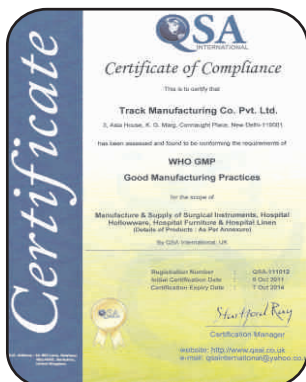 Certificate
QSA
INTERNATIONAL
Certificate of Compliance
This is to certify that
Track Manufacturing Co. Pvt. Ltd.
3, Asia House, K. G. Marg, Connaught Place, New Delhi-110001
has been assessed and found to be conforming the requirements of
WHO GMP
Good Manufacturing Practices
for the scope of
Manufacture & Supply of Surgical Instruments, Hospital
Hollowware, Hospital Furniture & Hospital Linen
(Details of Products : As Per Annexure)
By QSA International, UK
Registration Number : QSA-111012
Initial Certification Date : 8 Oct 2011
Certification Expiry Date : 7 Oct 2014
QSA
Certification Manager
website: http://www.qsai.co.uk
e-mail: qsainternational@yahoo.co